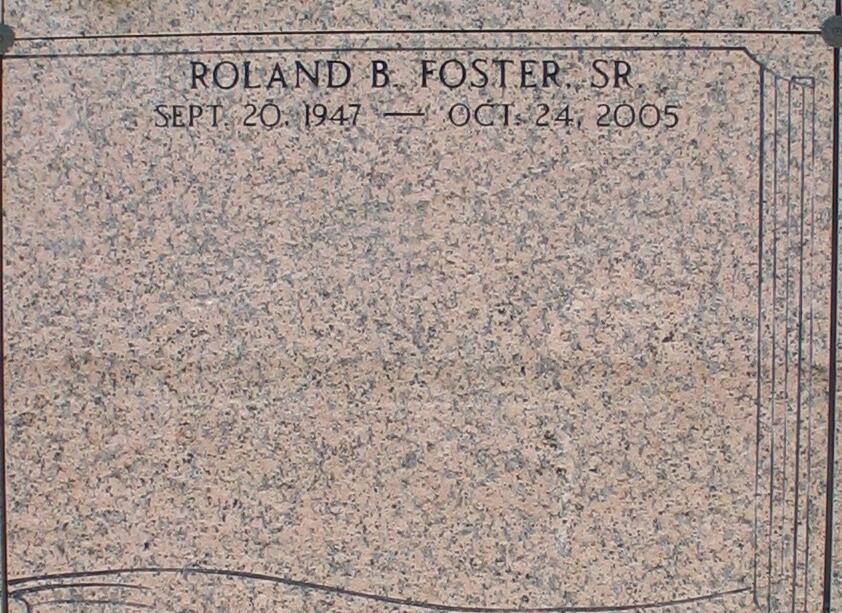 ROLAND B. FOSTER, SR.
SEPT. 20, 1947 — OCT. 24, 2005